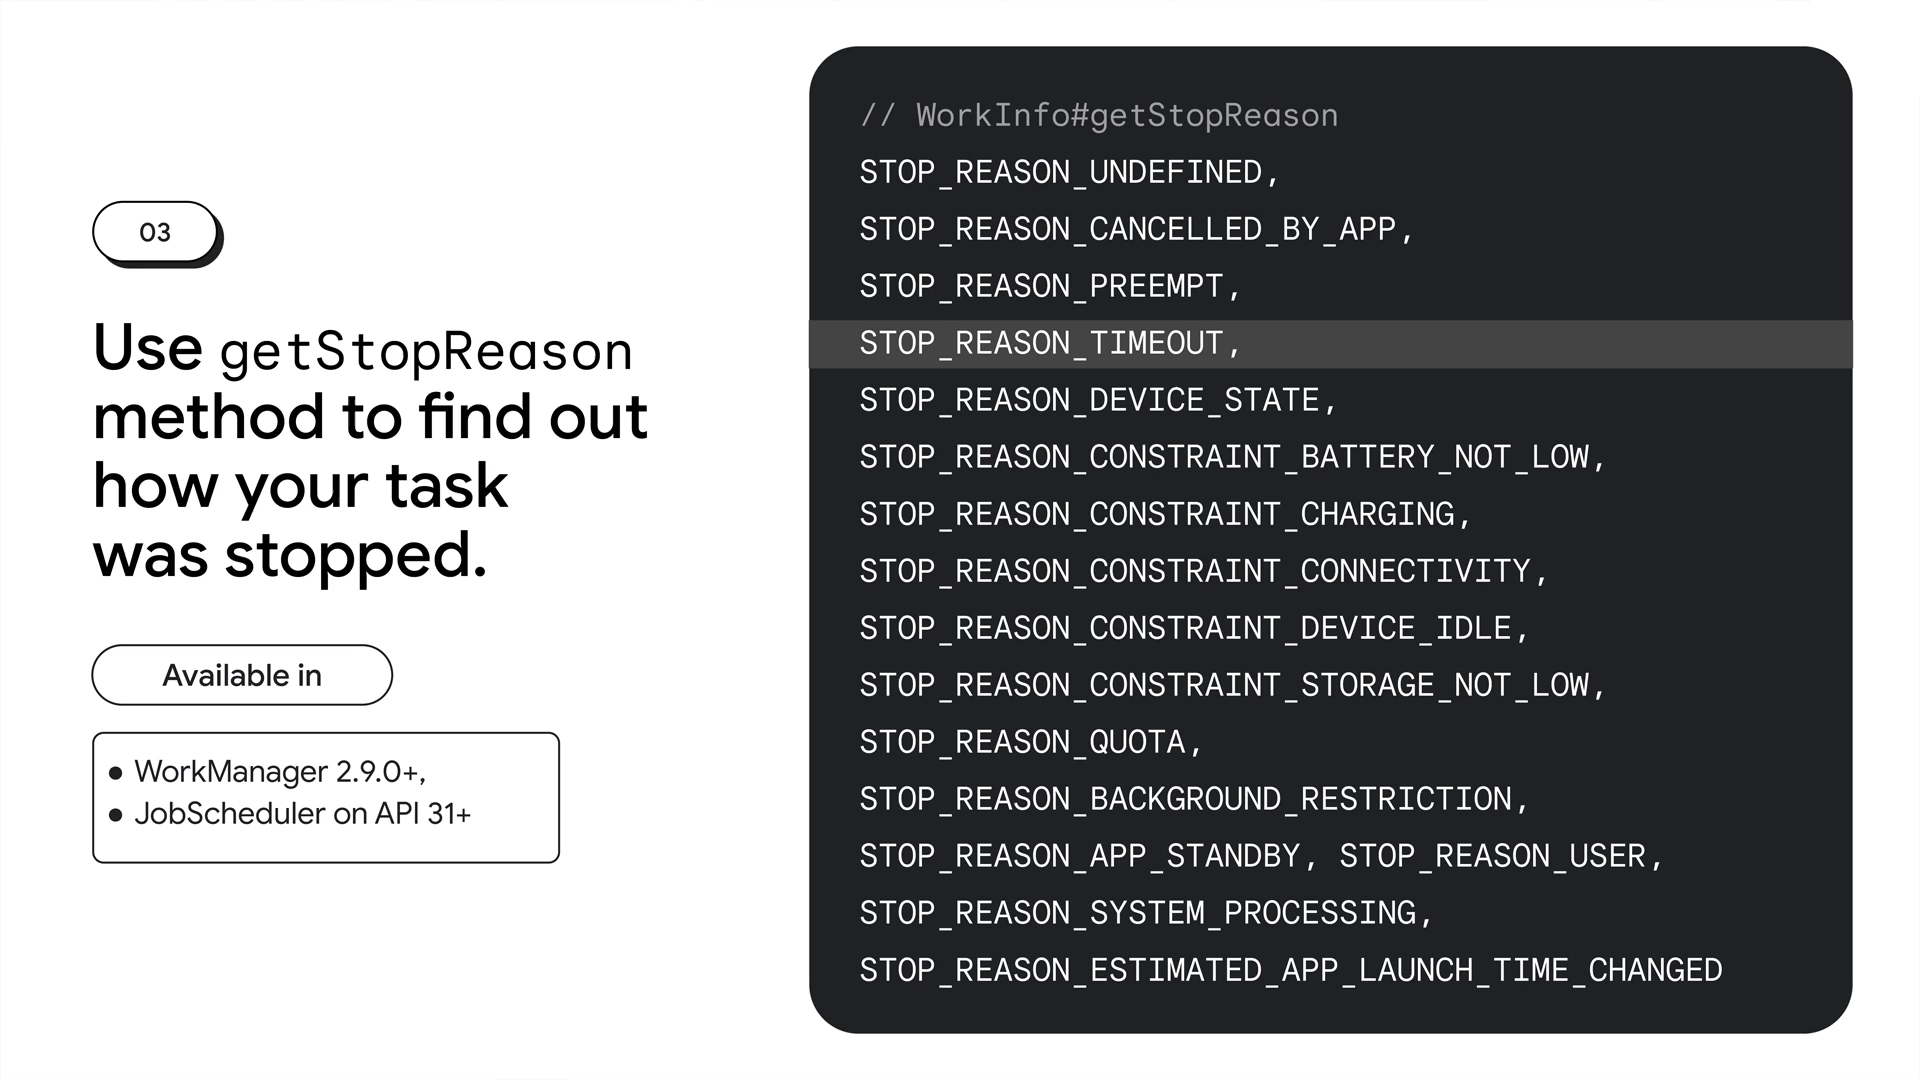 03
Use getStopReason
method to find out
how your task
was stopped.
Available in
● WorkManager 2.9.0+,
● JobScheduler on API 31+
// WorkInfo#getStopReason
STOP_REASON_UNDEFINED,
STOP_REASON_CANCELLED_BY_APP,
STOP_REASON_PREEMPT,
STOP_REASON_TIMEOUT,
STOP_REASON_DEVICE_STATE,
STOP_REASON_CONSTRAINT_BATTERY_NOT_LOW,
STOP_REASON_CONSTRAINT_CHARGING,
STOP_REASON_CONSTRAINT_CONNECTIVITY,
STOP_REASON_CONSTRAINT_DEVICE_IDLE,
STOP_REASON_CONSTRAINT_STORAGE_NOT_LOW,
STOP_REASON_QUOTA,
STOP_REASON_BACKGROUND_RESTRICTION,
STOP_REASON_APP_STANDBY, STOP_REASON_USER,
STOP_REASON_SYSTEM_PROCESSING,
STOP_REASON_ESTIMATED_APP_LAUNCH_TIME_CHANGED